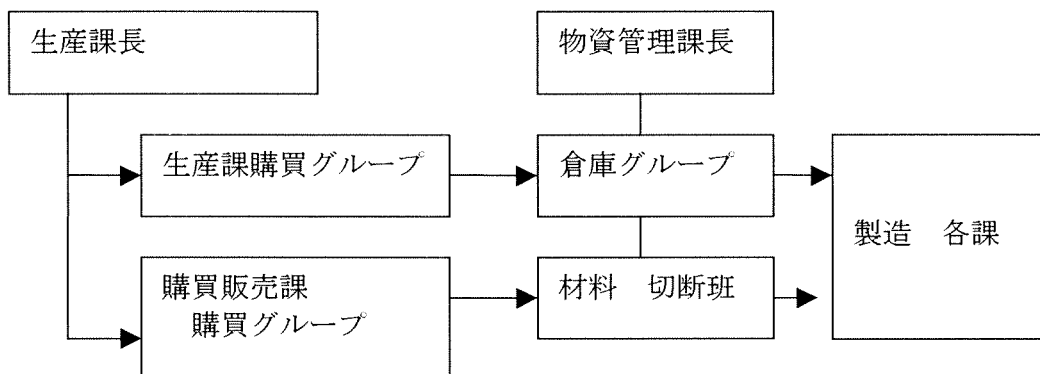 生産課長
物資管理課長
生産課購買グループ
倉庫グループ
製造　各課
購買販売課
購買グループ
材料　切断班